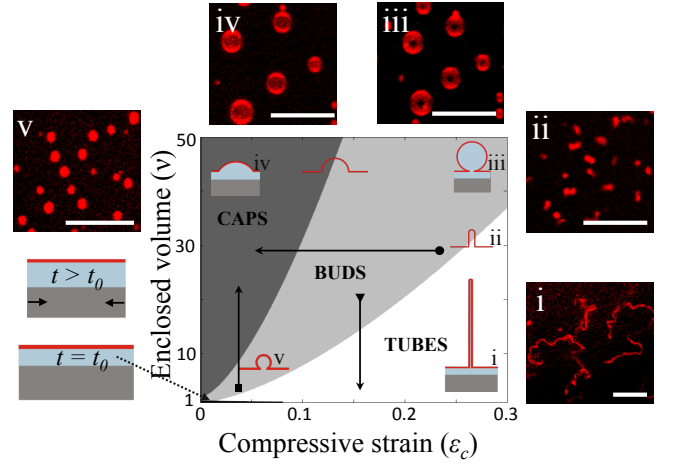 iv
iii
v
ii
i
t > t₀
t = t₀
Enclosed volume (ν)
50
30
10
1
0
0.1
0.2
0.3
Compressive strain (ε_c)
iv
iii
CAPS
ii
BUDS
v
TUBES
i